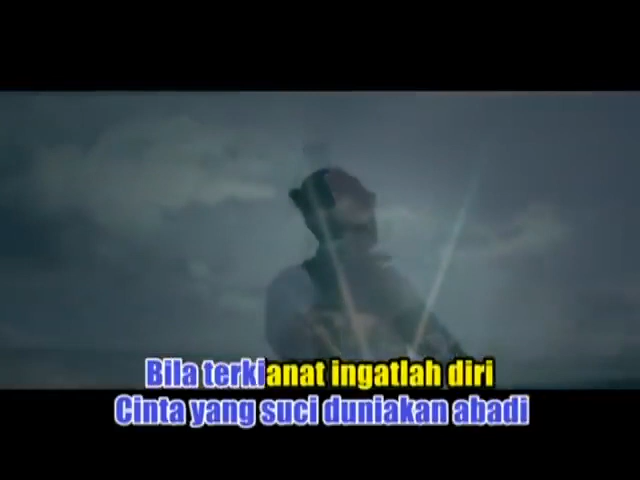 Bila terkianat ingatlah diri
Cinta yang suci duniakan abadi